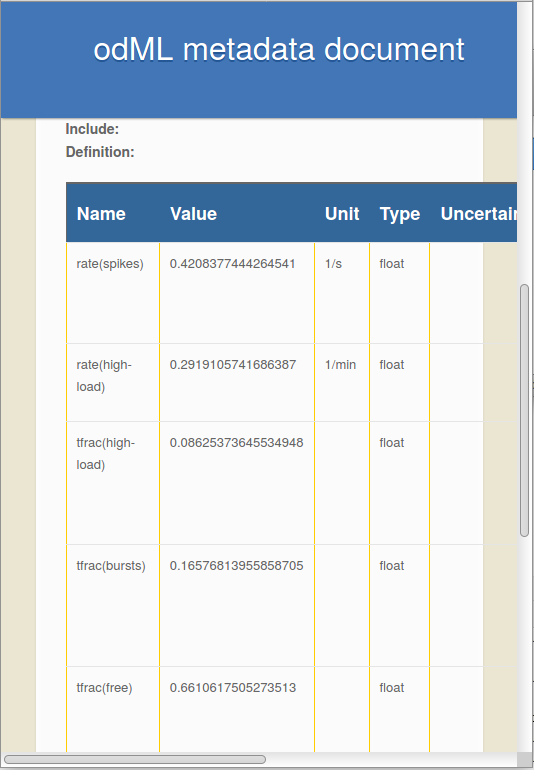 odML metadata document
Include:
Definition:
Name Value Unit Type
rate(spikes) 0.4208377444264541 1/s float
rate(high-
load) 0.2919105741686387 1/min float
tfrac(high-
load) 0.08625373645534948 float
tfrac(bursts) 0.16576813955858705 float
tfrac(free) 0.6610617505273513 float